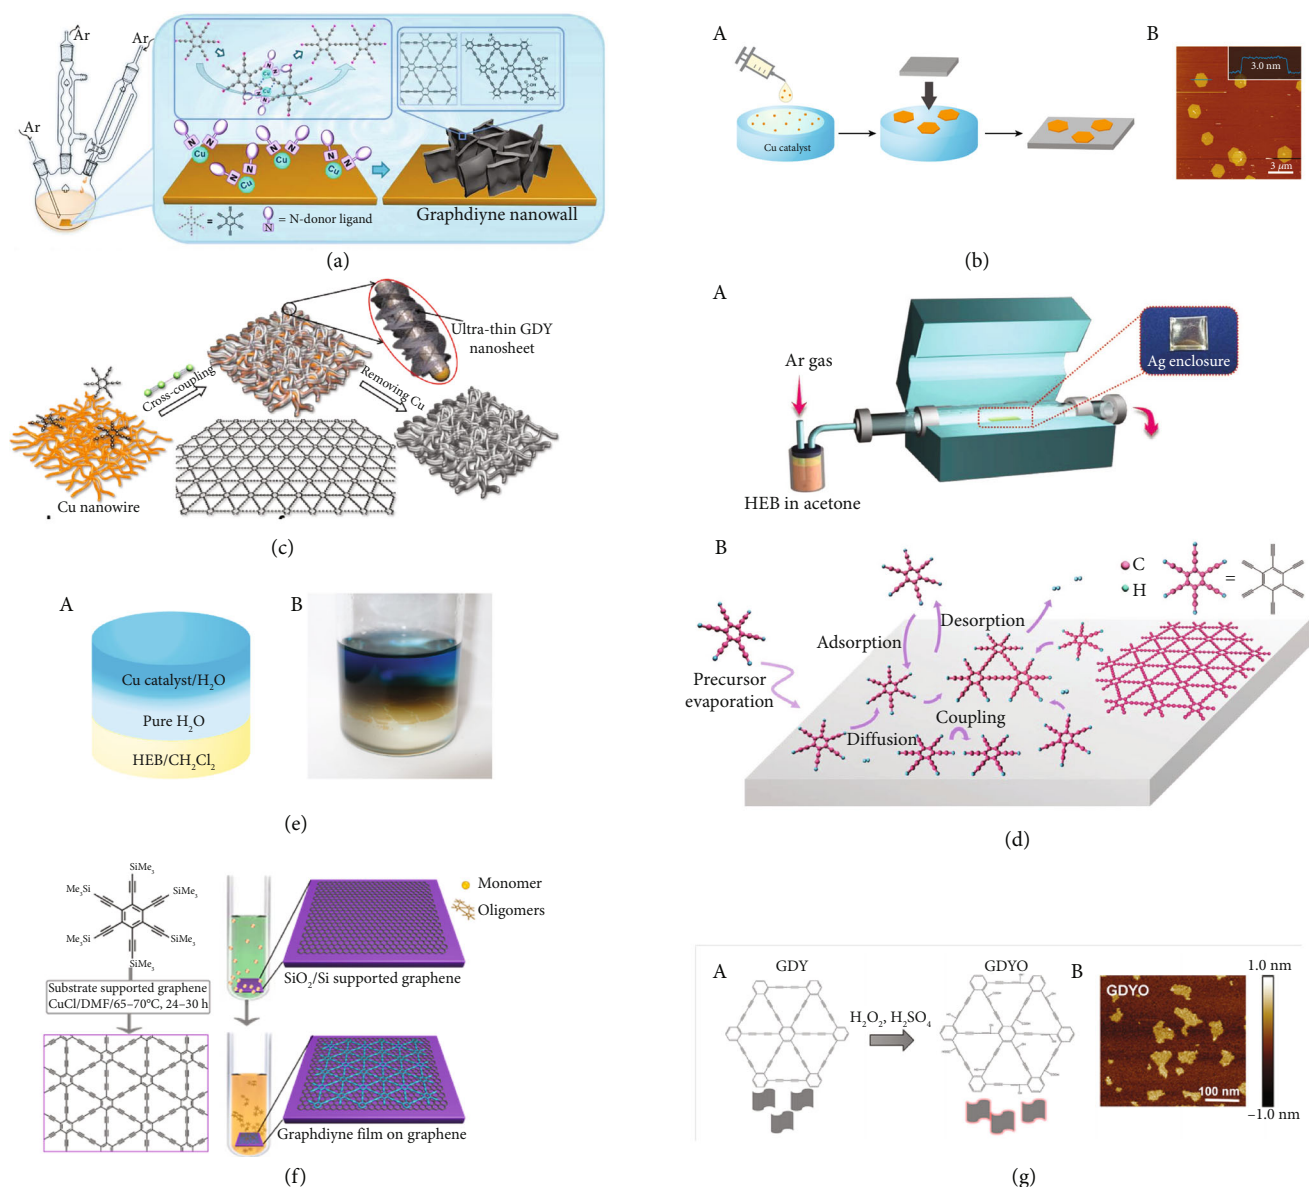 Ar
Ar
Ar
Cu
N
N
Cu
N
N
Cu
N
N
Cu
N
N
=
N
= N-donor ligand
Graphdiyne nanowall
(a)
A
Cu catalyst
B
3.0 nm
3 μm
(b)
Cu nanowire
Cross-coupling
Ultra-thin GDY
nanosheet
Removing Cu
(c)
A
Ar gas
HEB in acetone
Ag enclosure
B
C
H
=
Precursor
evaporation
Adsorption
Desorption
Diffusion
Coupling
(d)
A
Cu catalyst/H₂O
Pure H₂O
HEB/CH₂Cl₂
B
(e)
SiMe₃
Me₃Si
SiMe₃
Me₃Si
SiMe₃
SiMe₃
Substrate supported graphene
CuCl/DMF/65–70°C, 24–30 h
Monomer
Oligomers
SiO₂/Si supported graphene
Graphdiyne film on graphene
(f)
A
GDY
H₂O₂, H₂SO₄
GDYO
B
GDYO
100 nm
1.0 nm
–1.0 nm
(g)